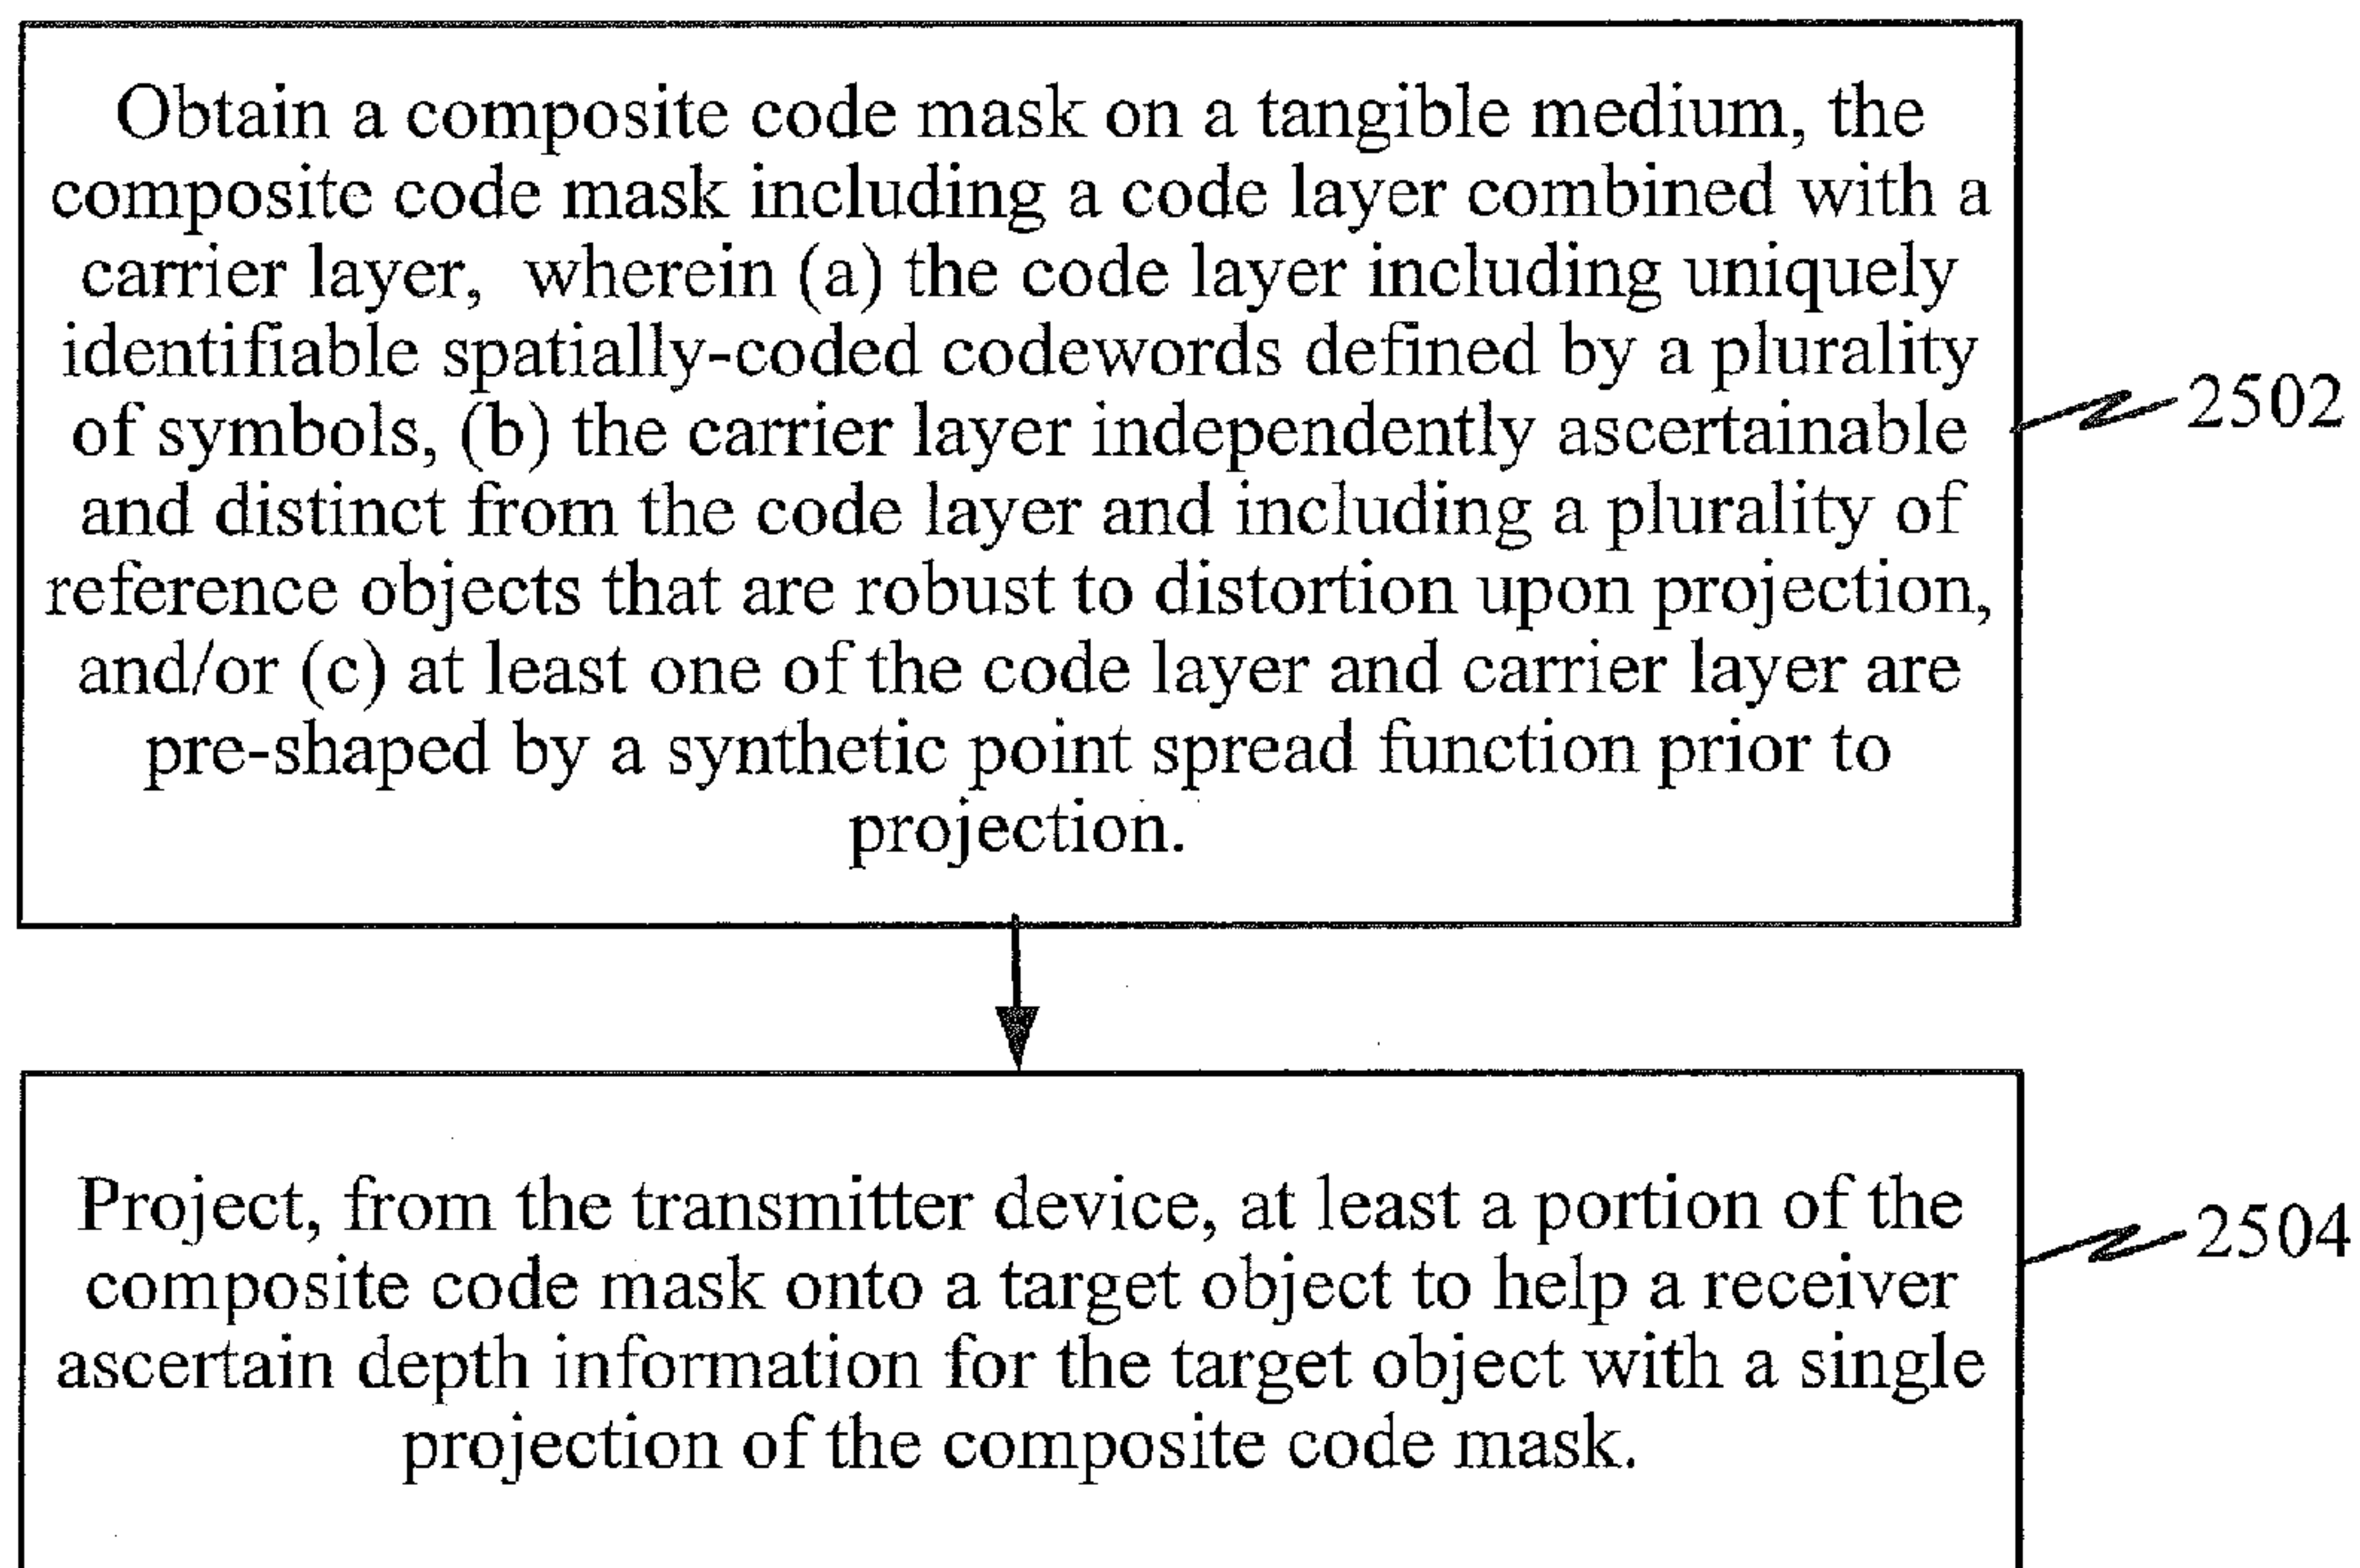 Obtain a composite code mask on a tangible medium, the
composite code mask including a code layer combined with a
carrier layer, wherein (a) the code layer including uniquely
identifiable spatially-coded codewords defined by a plurality
of symbols, (b) the carrier layer independently ascertainable
and distinct from the code layer and including a plurality of
reference objects that are robust to distortion upon projection,
and/or (c) at least one of the code layer and carrier layer are
pre-shaped by a synthetic point spread function prior to
projection.
2502
Project, from the transmitter device, at least a portion of the
composite code mask onto a target object to help a receiver
ascertain depth information for the target object with a single
projection of the composite code mask.
2504